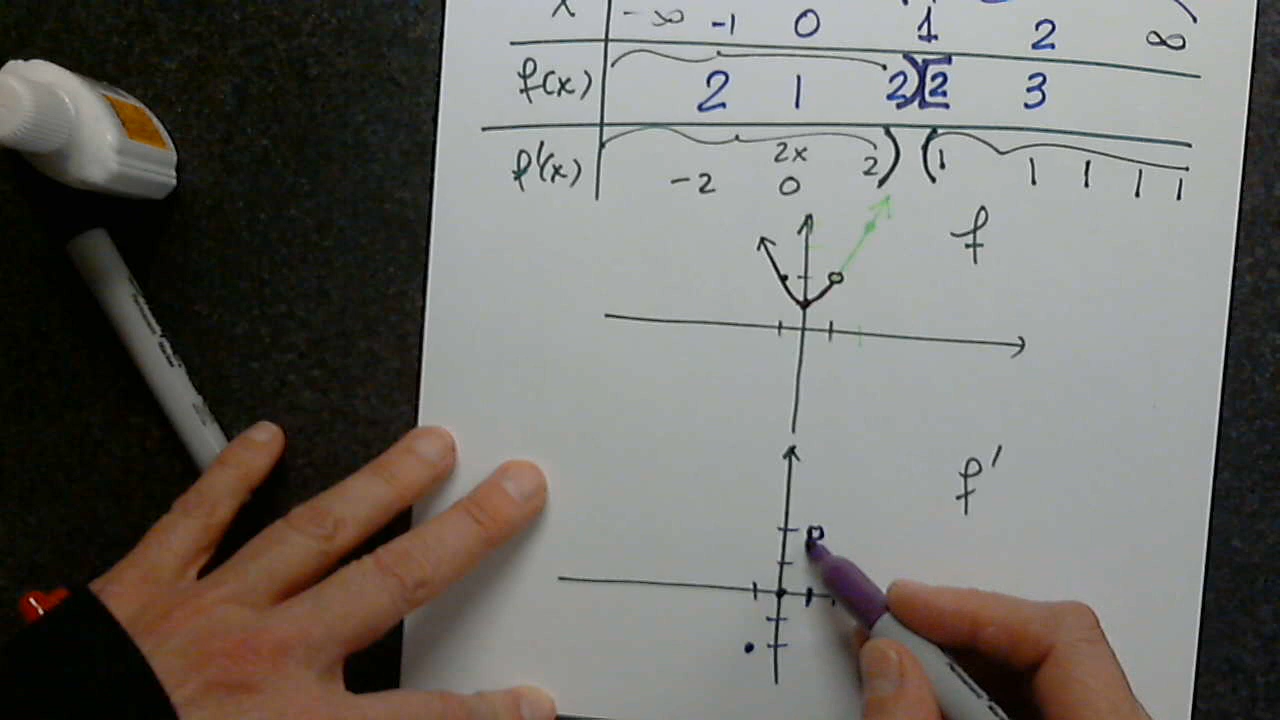 x -∞ -1 0 1 2 ∞
f(x) 2 1 2)[2 3
2x
f'(x) -2 0 2) (1 1 1 1 1
f
f'